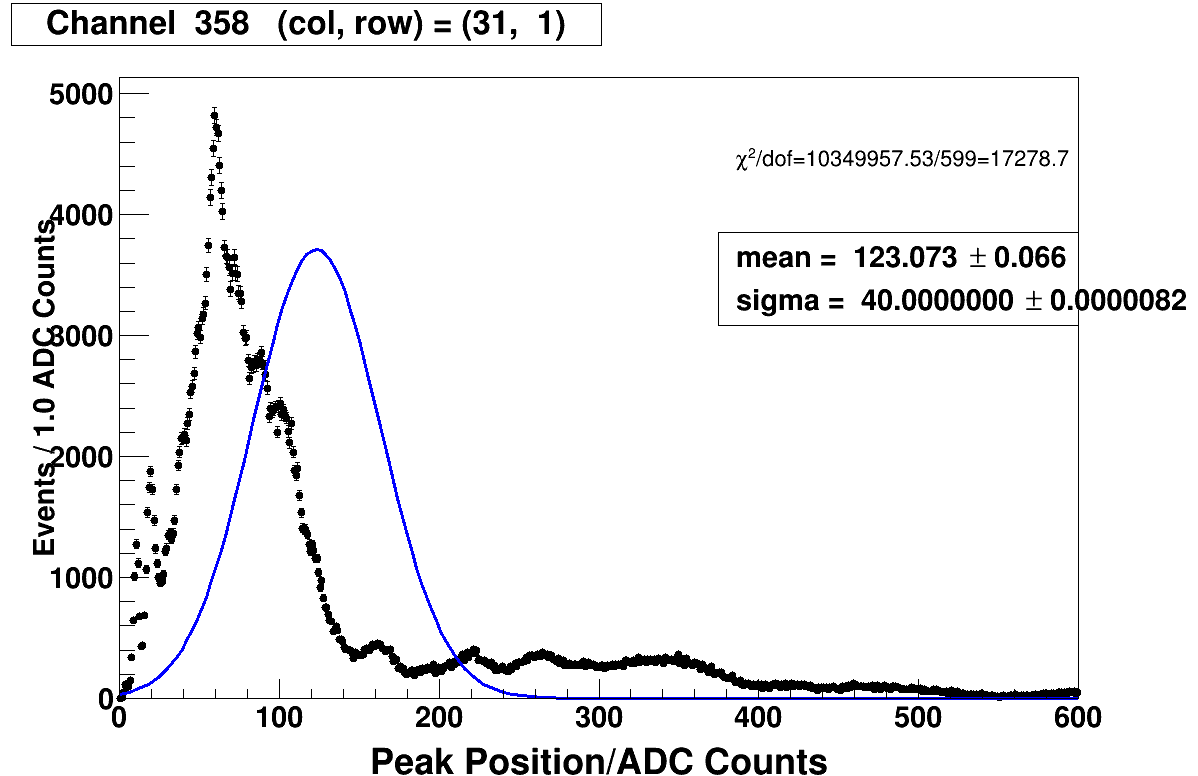 Channel 358 (col, row) = (31, 1)
χ²/dof=10349957.53/599=17278.7
mean = 123.073 ± 0.066
sigma = 40.0000000 ± 0.0000082
Events / 1.0 ADC Counts
5000
4000
3000
2000
1000
0
0 100 200 300 400 500 600
Peak Position/ADC Counts